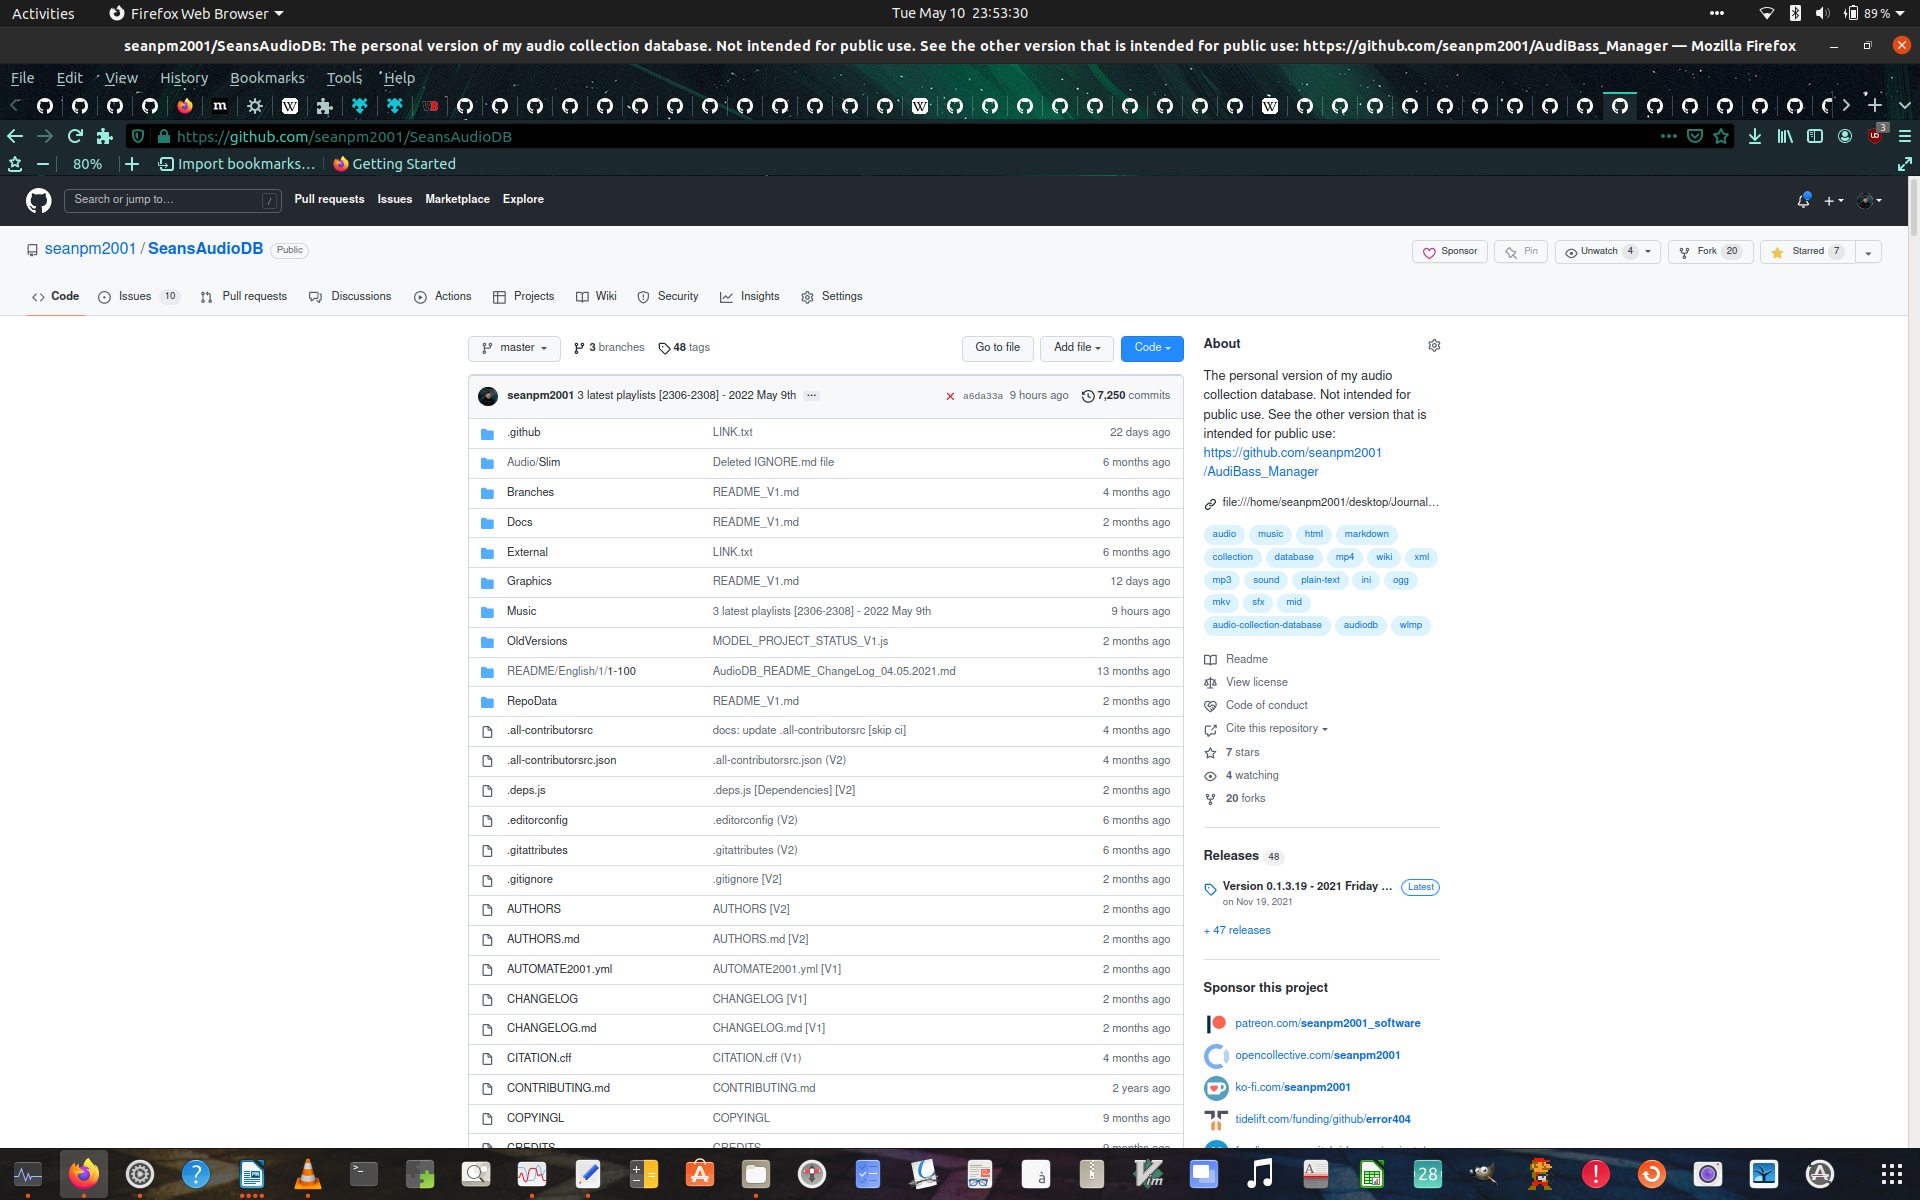 Activities Firefox Web Browser Tue May 10 23:53:30 89 %
seanpm2001/SeansAudioDB: The personal version of my audio collection database. Not intended for public use. See the other version that is intended for public use: https://github.com/seanpm2001/AudiBass_Manager — Mozilla Firefox
File Edit View History Bookmarks Tools Help
https://github.com/seanpm2001/SeansAudioDB 3
80% Import bookmarks... Getting Started
Search or jump to... / Pull requests Issues Marketplace Explore
seanpm2001 / SeansAudioDB Public Sponsor Pin Unwatch 4 Fork 20 Starred 7
Code Issues 10 Pull requests Discussions Actions Projects Wiki Security Insights Settings
master 3 branches 48 tags Go to file Add file Code
seanpm2001 3 latest playlists [2306-2308] - 2022 May 9th ... a6da33a 9 hours ago 7,250 commits
.github LINK.txt 22 days ago
Audio/Slim Deleted IGNORE.md file 6 months ago
Branches README_V1.md 4 months ago
Docs README_V1.md 2 months ago
External LINK.txt 6 months ago
Graphics README_V1.md 12 days ago
Music 3 latest playlists [2306-2308] - 2022 May 9th 9 hours ago
OldVersions MODEL_PROJECT_STATUS_V1.js 2 months ago
README/English/1/1-100 AudioDB_README_ChangeLog_04.05.2021.md 13 months ago
RepoData README_V1.md 2 months ago
.all-contributorsrc docs: update .all-contributorsrc [skip ci] 4 months ago
.all-contributorsrc.json .all-contributorsrc.json (V2) 4 months ago
.deps.js .deps.js [Dependencies] [V2] 2 months ago
.editorconfig .editorconfig (V2) 6 months ago
.gitattributes .gitattributes (V2) 6 months ago
.gitignore .gitignore [V2] 2 months ago
AUTHORS AUTHORS [V2] 2 months ago
AUTHORS.md AUTHORS.md [V2] 2 months ago
AUTOMATE2001.yml AUTOMATE2001.yml [V1] 2 months ago
CHANGELOG CHANGELOG [V1] 2 months ago
CHANGELOG.md CHANGELOG.md [V1] 2 months ago
CITATION.cff CITATION.cff (V1) 4 months ago
CONTRIBUTING.md CONTRIBUTING.md 2 years ago
COPYINGL COPYINGL 9 months ago
CREDITS CREDITS 9 months ago
About
The personal version of my audio
collection database. Not intended for
public use. See the other version that is
intended for public use:
https://github.com/seanpm2001
/AudiBass_Manager
file:///home/seanpm2001/desktop/Journal...
audio music html markdown
collection database mp4 wiki xml
mp3 sound plain-text ini ogg
mkv sfx mid
audio-collection-database audiodb wlmp
Readme
View license
Code of conduct
Cite this repository
7 stars
4 watching
20 forks
Releases 48
Version 0.1.3.19 - 2021 Friday ... Latest
on Nov 19, 2021
+ 47 releases
Sponsor this project
patreon.com/seanpm2001_software
opencollective.com/seanpm2001
ko-fi.com/seanpm2001
tidelift.com/funding/github/error404
28